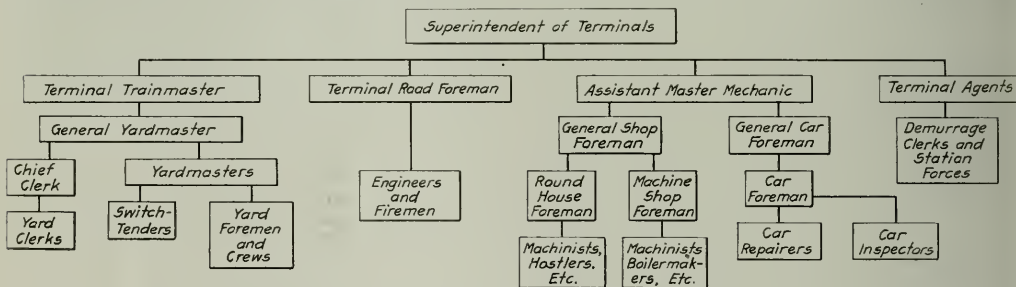 Superintendent of Terminals
Terminal Trainmaster
Terminal Road Foreman
Assistant Master Mechanic
Terminal Agents
General Yardmaster
General Shop
Foreman
General Car
Foreman
Demurrage
Clerks and
Station
Forces
Chief
Clerk
Yardmasters
Engineers
and
Firemen
Round
House
Foreman
Machine
Shop
Foreman
Car
Foreman
Yard
Clerks
Switch-
Tenders
Yard
Foremen
and
Crews
Machinists,
Hostlers,
Etc.
Machinists
Boilermak-
ers, Etc.
Car
Repairers
Car
Inspectors